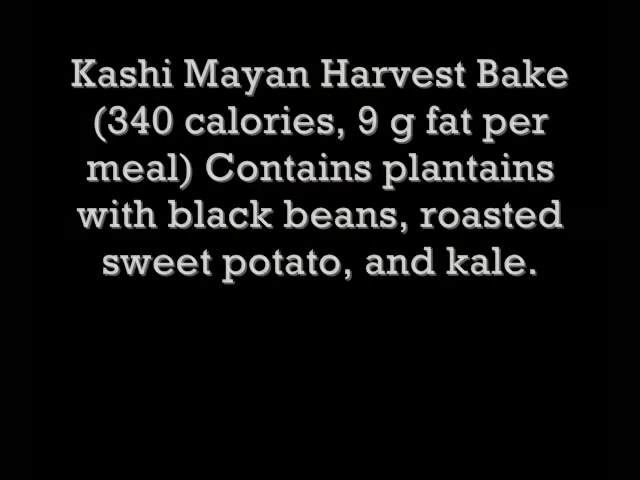 Kashi Mayan Harvest Bake
(340 calories, 9 g fat per
meal) Contains plantains
with black beans, roasted
sweet potato, and kale.